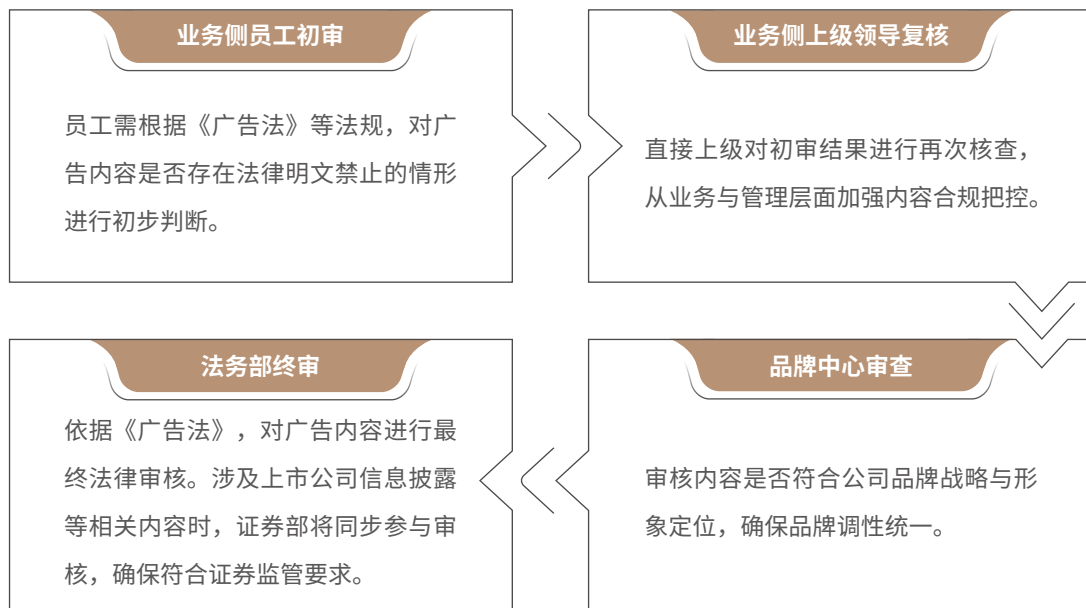 业务侧员工初审
员工需根据《广告法》等法规，对广
告内容是否存在法律明文禁止的情形
进行初步判断。
业务侧上级领导复核
直接上级对初审结果进行再次核查，
从业务与管理层面加强内容合规把控。
品牌中心审查
审核内容是否符合公司品牌战略与形
象定位，确保品牌调性统一。
法务部终审
依据《广告法》，对广告内容进行最
终法律审核。涉及上市公司信息披露
等相关内容时，证券部将同步参与审
核，确保符合证券监管要求。